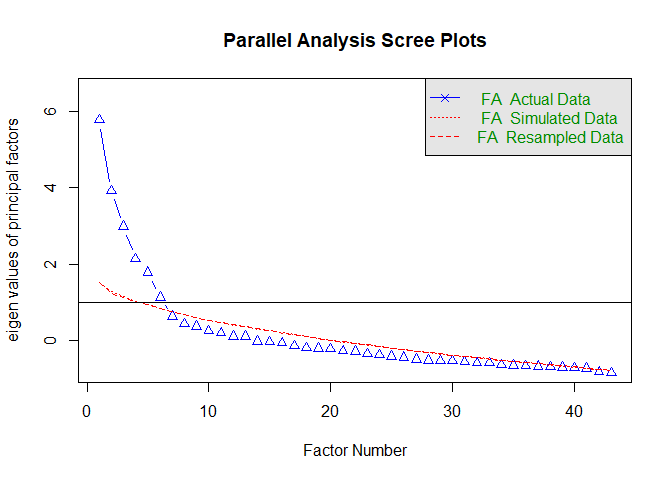 Parallel Analysis Scree Plots
eigen values of principal factors
6
4
2
0
FA Actual Data
FA Simulated Data
FA Resampled Data
0 10 20 30 40
Factor Number